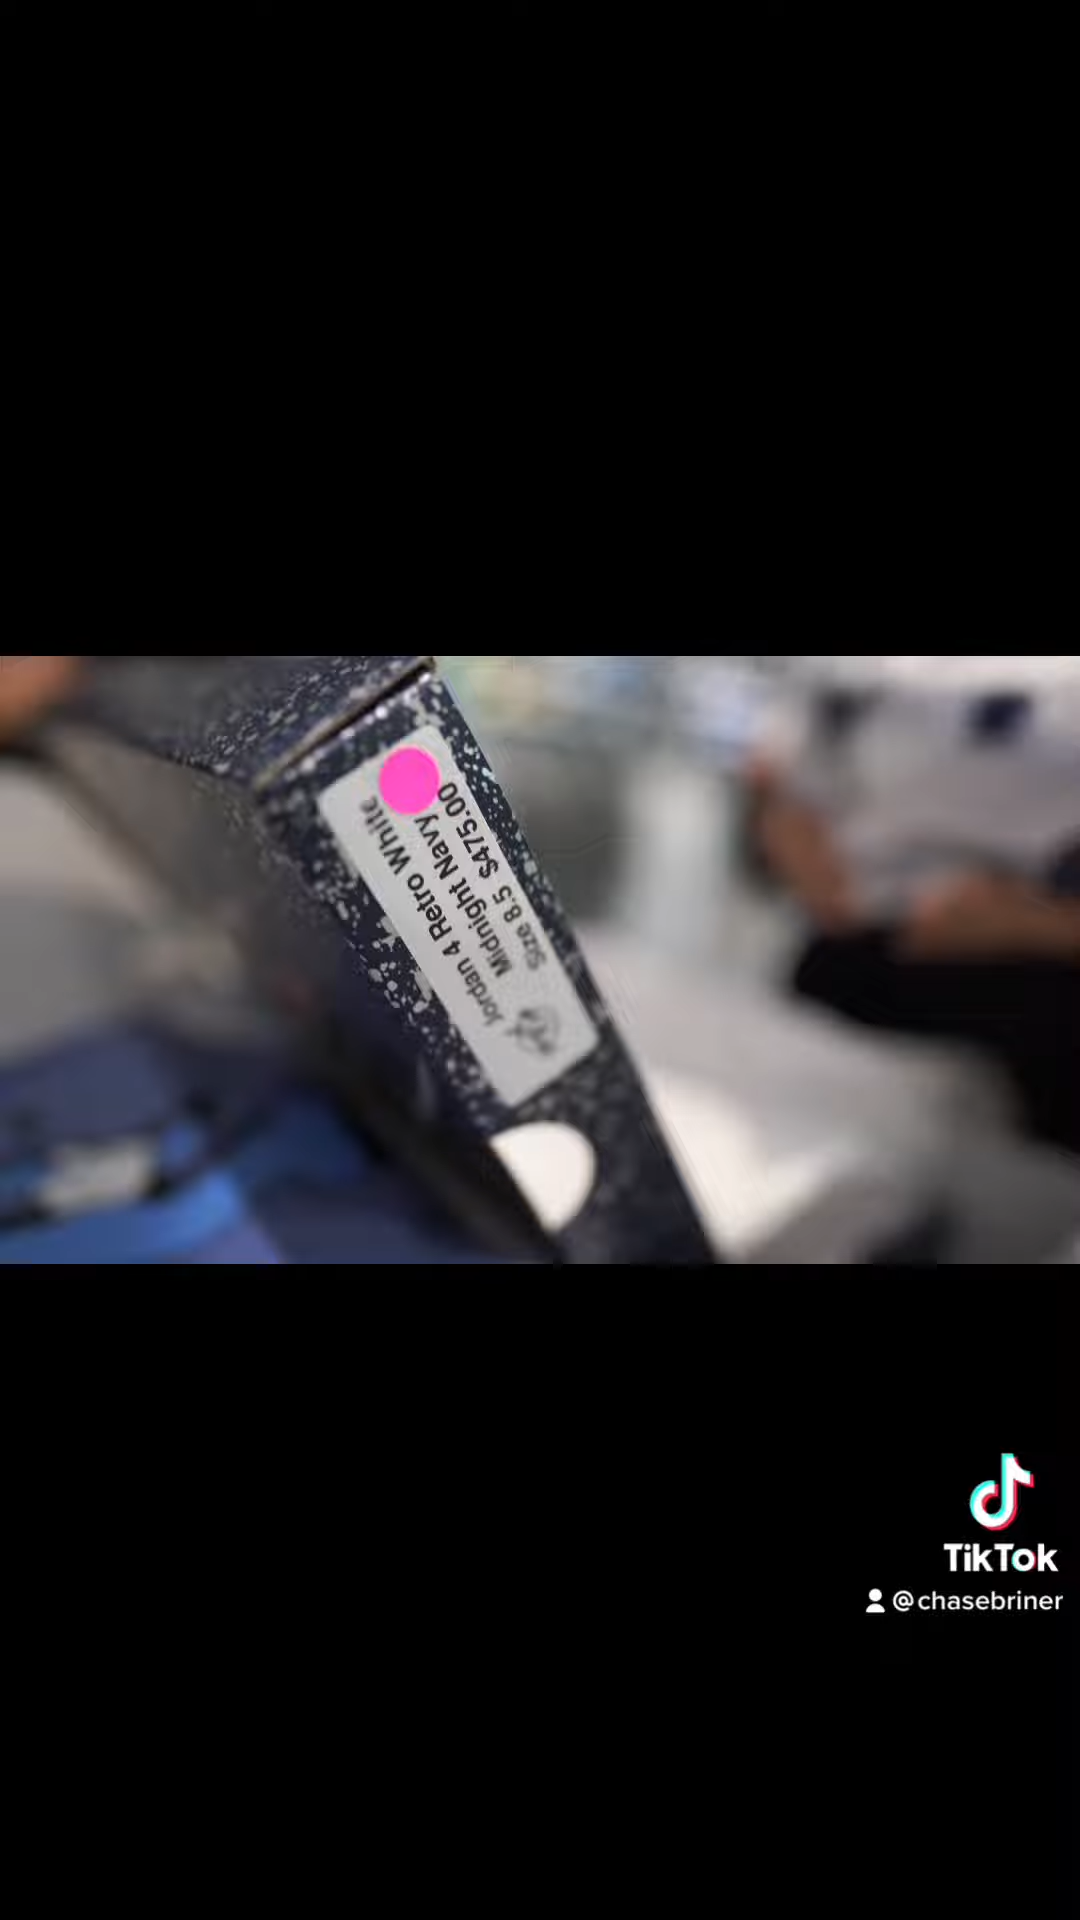 Jordan 4 Retro White
Midnight Navy
Size 8.5 $475.00
TikTok
@chasebriner